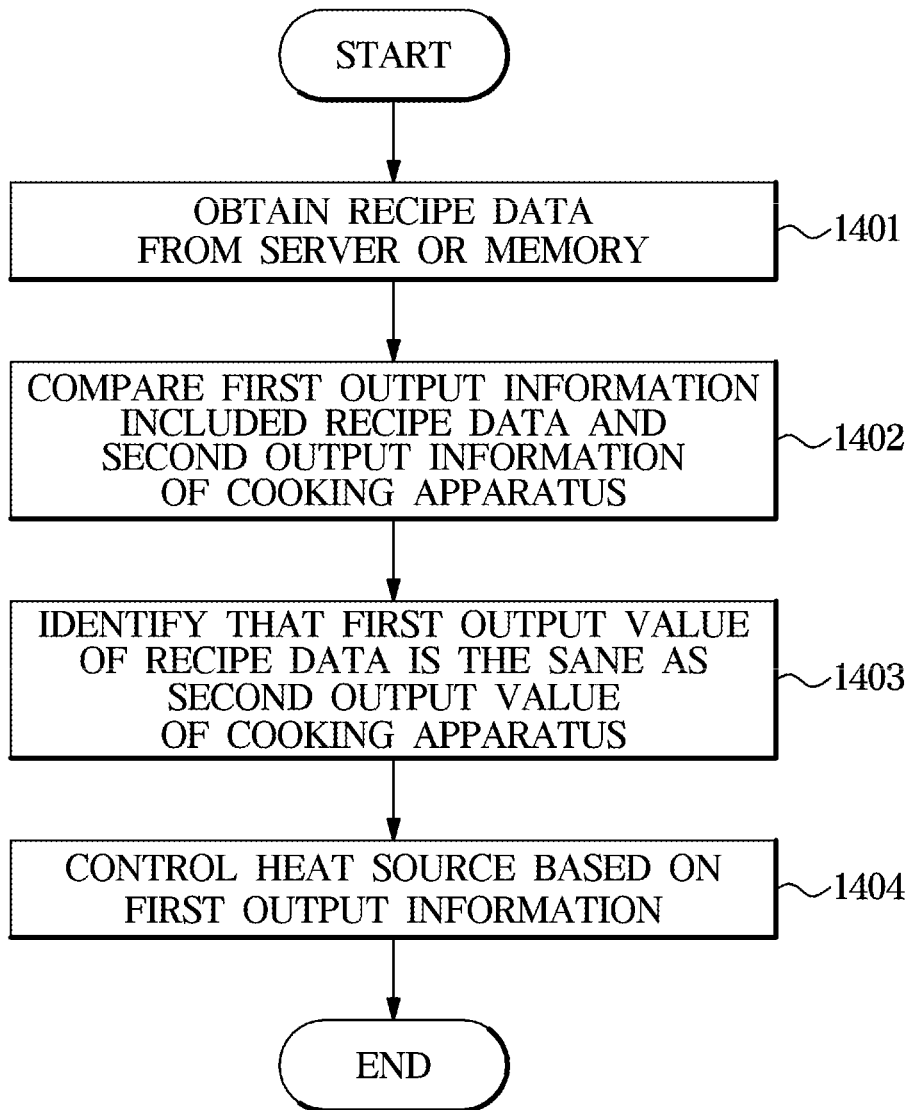 START
OBTAIN RECIPE DATA
FROM SERVER OR MEMORY
1401
COMPARE FIRST OUTPUT INFORMATION
INCLUDED RECIPE DATA AND
SECOND OUTPUT INFORMATION
OF COOKING APPARATUS
1402
IDENTIFY THAT FIRST OUTPUT VALUE
OF RECIPE DATA IS THE SANE AS
SECOND OUTPUT VALUE
OF COOKING APPARATUS
1403
CONTROL HEAT SOURCE BASED ON
FIRST OUTPUT INFORMATION
1404
END